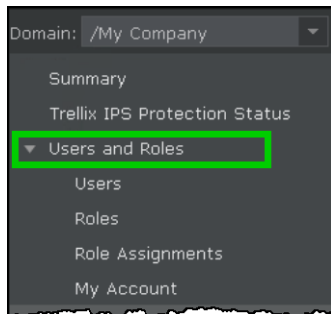 Domain: /My Company
Summary
Trellix IPS Protection Status
Users and Roles
Users
Roles
Role Assignments
My Account